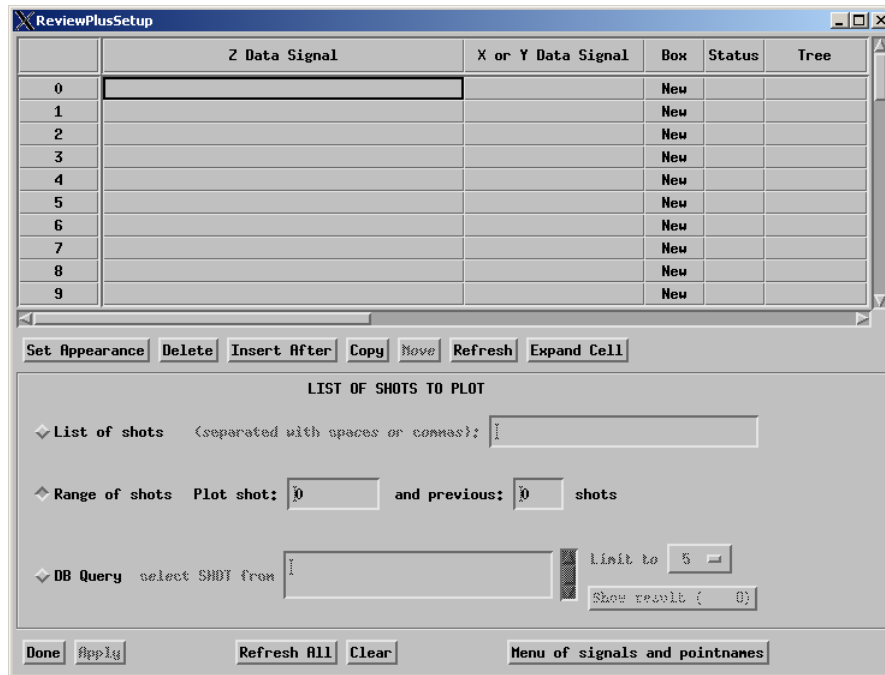 ReviewPlusSetup
Z Data Signal X or Y Data Signal Box Status Tree
0 New
1 New
2 New
3 New
4 New
5 New
6 New
7 New
8 New
9 New
Set Appearance Delete Insert After Copy Move Refresh Expand Cell
LIST OF SHOTS TO PLOT
List of shots (separated with spaces or commas):
Range of shots Plot shot: 0 and previous: 0 shots
DB Query select SHOT from Limit to 5
Show result ( 0)
Done Apply Refresh All Clear Menu of signals and pointnames